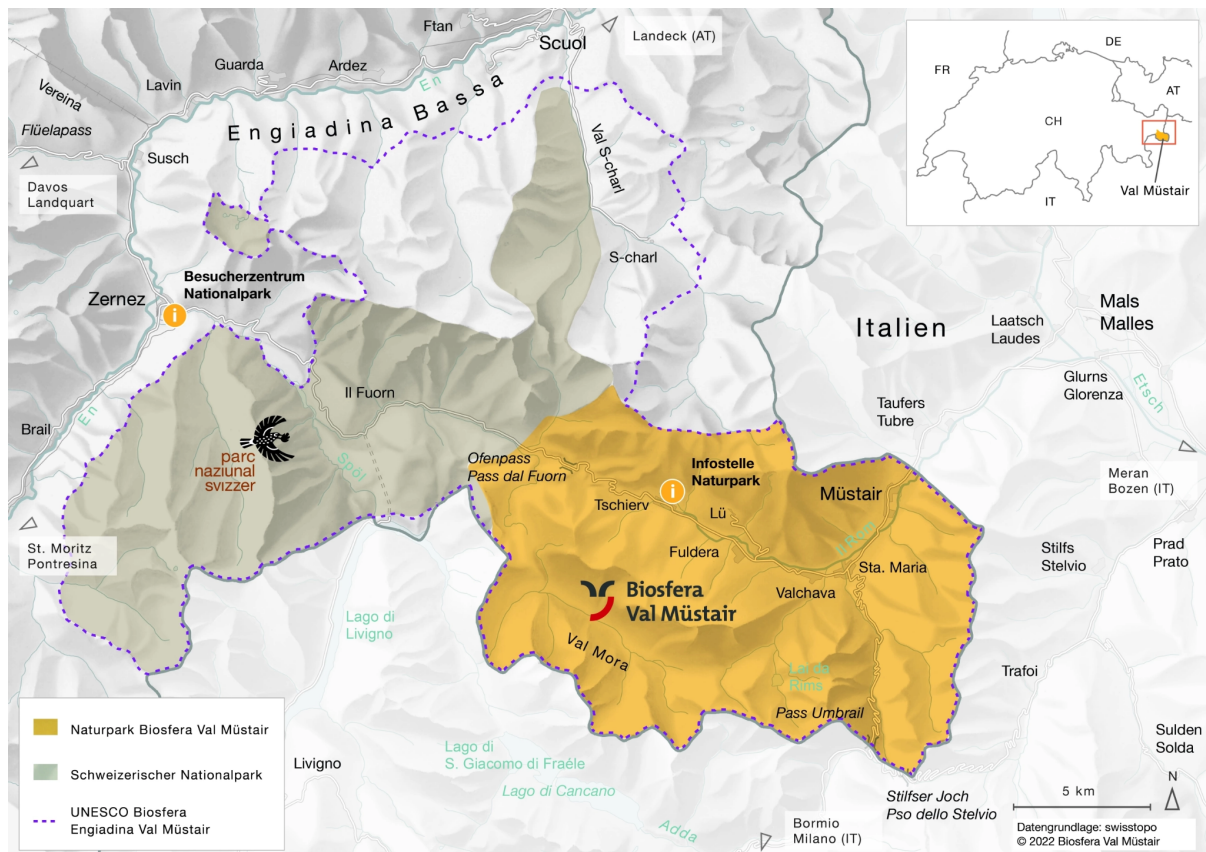 Ftan
Scuol
Landeck (AT)
Guarda
Ardez
Lavin
En
Vereina
Flüelapass
Engiadina Bassa
Susch
Val S-charl
Davos
Landquart
DE
FR
AT
CH
Val Müstair
IT
S-charl
Besucherzentrum
Nationalpark
Zernez
i
Italien
Mals
Malles
Laatsch
Laudes
Glurns
Glorenza
Etsch
Taufers
Tubre
Il Fuorn
En
Brail
parc
naziunal
svizzer
Spöl
Ofenpass
Pass dal Fuorn
Infostelle
Naturpark
i
Müstair
Meran
Bozen (IT)
Tschierv
Lü
Il Rom
St. Moritz
Pontresina
Fuldera
Sta. Maria
Stilfs
Stelvio
Prad
Prato
Valchava
Biosfera
Val Müstair
Lago di
Livigno
Val Mora
Lai da
Rims
Trafoi
Pass Umbrail
Naturpark Biosfera Val Müstair
Schweizerischer Nationalpark
UNESCO Biosfera
Engiadina Val Müstair
Livigno
Lago di
S. Giacomo di Fraéle
Lago di Cancano
Adda
Sulden
Solda
Stilfser Joch
Pso dello Stelvio
5 km
N
Bormio
Milano (IT)
Datengrundlage: swisstopo
© 2022 Biosfera Val Müstair